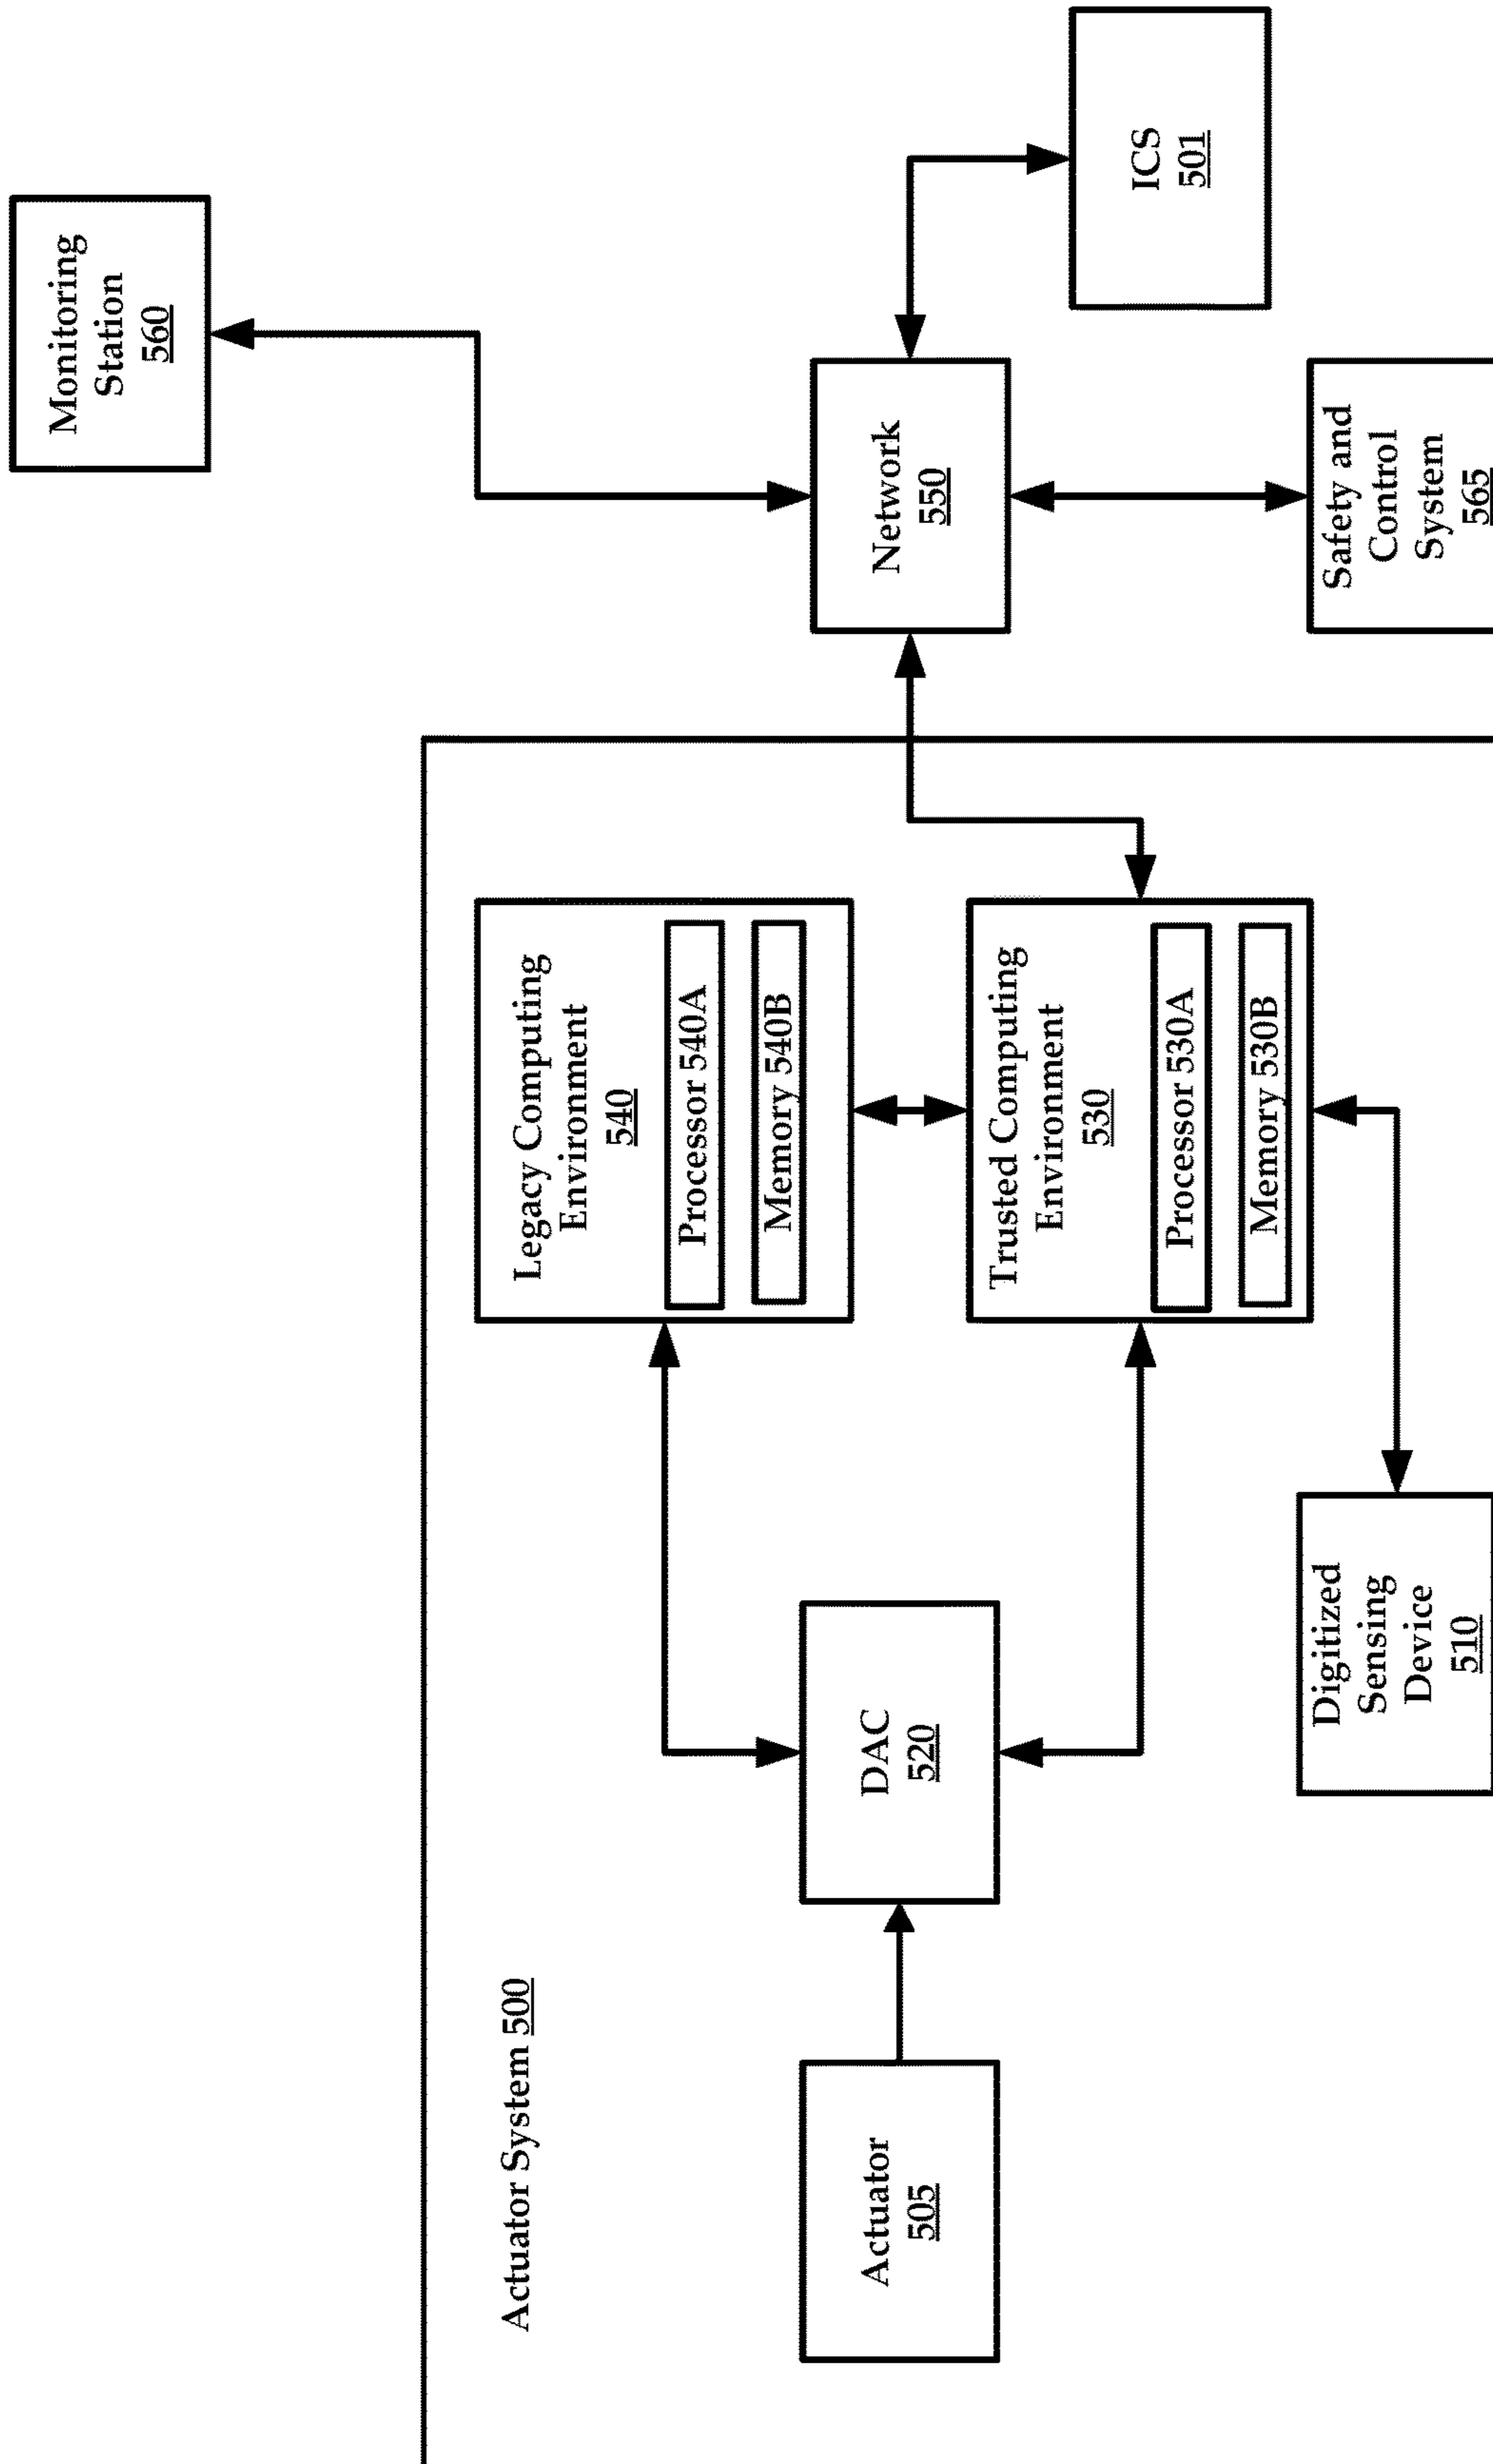 Actuator System 500
Actuator
505
DAC
520
Digitized
Sensing
Device
510
Legacy Computing
Environment
540
Processor 540A
Memory 540B
Trusted Computing
Environment
530
Processor 530A
Memory 530B
Network
550
Monitoring
Station
560
Safety and
Control
System
565
ICS
501